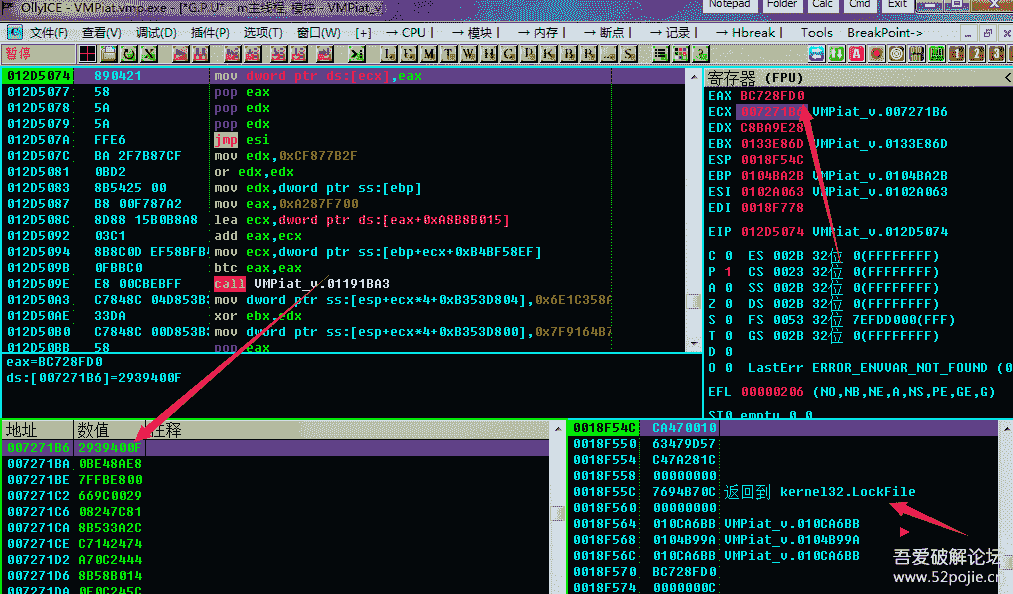 OllyICE - VMPiat.vmp.exe - [*C.P.U* - 主线程, 模块 - VMPiat_v]
Notepad Folder Calc Cmd Exit
文件(F) 查看(V) 调试(D) 插件(P) 选项(T) 窗口(W) [+] → CPU | → 模块 | → 内存 | → 断点 | → 记录 | → Hbreak | Tools BreakPoint->
暂停 L E M T W H C P K B R ... S
012D5074 890421 mov dword ptr ds:[ecx],eax
012D5077 58 pop eax
012D5078 5A pop edx
012D5079 5A pop edx
012D507A FFE6 jmp esi
012D507C BA 2F7B87CF mov edx,0xCF877B2F
012D5081 0BD2 or edx,edx
012D5083 8B5425 00 mov edx,dword ptr ss:[ebp]
012D5087 B8 00F787A2 mov eax,0xA287F700
012D508C 8D88 15B0B8A8 lea ecx,dword ptr ds:[eax+0xA8B8B015]
012D5092 03C1 add eax,ecx
012D5094 8B8C0D EF58BFB4 mov ecx,dword ptr ss:[ebp+ecx+0xB4BF58EF]
012D509B 0FBBC0 btc eax,eax
012D509E E8 00CBEBFF call VMPiat_v.01191BA3
012D50A3 C7848C 04D853B3 mov dword ptr ss:[esp+ecx*4+0xB353D804],0x6E1C358A
012D50AE 33DA xor ebx,edx
012D50B0 C7848C 00D853B3 mov dword ptr ss:[esp+ecx*4+0xB353D800],0x7F9164B7
012D50BB 58 pop eax
eax=BC728FD0
ds:[007271B6]=2939400F
寄存器 (FPU) <
EAX BC728FD0
ECX 007271B6 VMPiat_v.007271B6
EDX C8BA9E28
EBX 0133E86D VMPiat_v.0133E86D
ESP 0018F54C
EBP 0104BA2B VMPiat_v.0104BA2B
ESI 0102A063 VMPiat_v.0102A063
EDI 0018F778
EIP 012D5074 VMPiat_v.012D5074
C 0 ES 002B 32位 0(FFFFFFFF)
P 1 CS 0023 32位 0(FFFFFFFF)
A 0 SS 002B 32位 0(FFFFFFFF)
Z 0 DS 002B 32位 0(FFFFFFFF)
S 0 FS 0053 32位 7EFDD000(FFF)
T 0 GS 002B 32位 0(FFFFFFFF)
D 0
O 0 LastErr ERROR_ENVVAR_NOT_FOUND (0
EFL 00000206 (NO,NB,NE,A,NS,PE,GE,G)
ST0 empty 0.0
地址 数值 注释
007271B6 2939400F
007271BA 0BE48AE8
007271BE 7FFBE800
007271C2 669C0029
007271C6 08247C81
007271CA 8B533A2C
007271CE C7142474
007271D2 A70C2444
007271D6 8B58B014
007271DA 0F0C245C
0018F54C CA470010
0018F550 63479D57
0018F554 C47A281C
0018F558 00000000
0018F55C 7694B70C 返回到 kernel32.LockFile
0018F560 00000000
0018F564 010CA6BB VMPiat_v.010CA6BB
0018F568 0104B99A VMPiat_v.0104B99A
0018F56C 010CA6BB VMPiat_v.010CA6BB
0018F570 BC728FD0
0018F574 0000000C
吾爱破解论坛
www.52pojie.cn